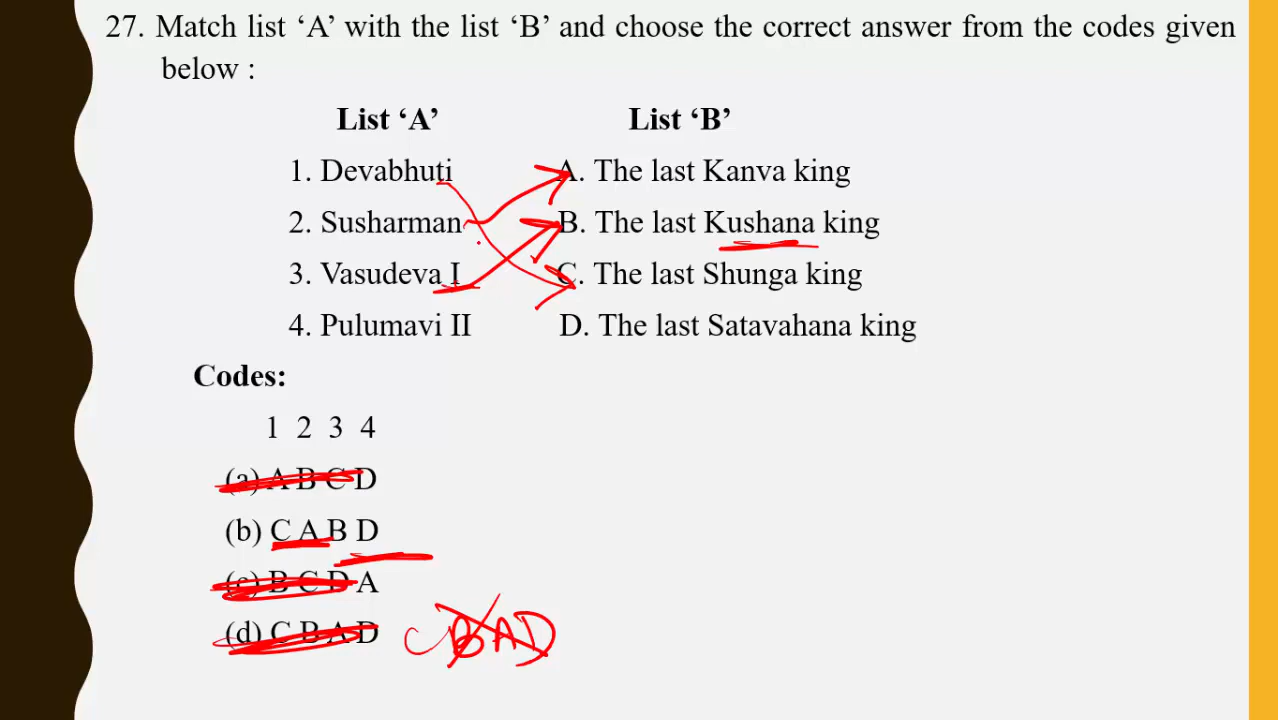 27. Match list ‘A’ with the list ‘B’ and choose the correct answer from the codes given
below :
List ‘A’ List ‘B’
1. Devabhuti A. The last Kanva king
2. Susharman B. The last Kushana king
3. Vasudeva I C. The last Shunga king
4. Pulumavi II D. The last Satavahana king
Codes:
1 2 3 4
(a) A B C D
(b) C A B D
(c) B C D A
(d) C B A D C B A D